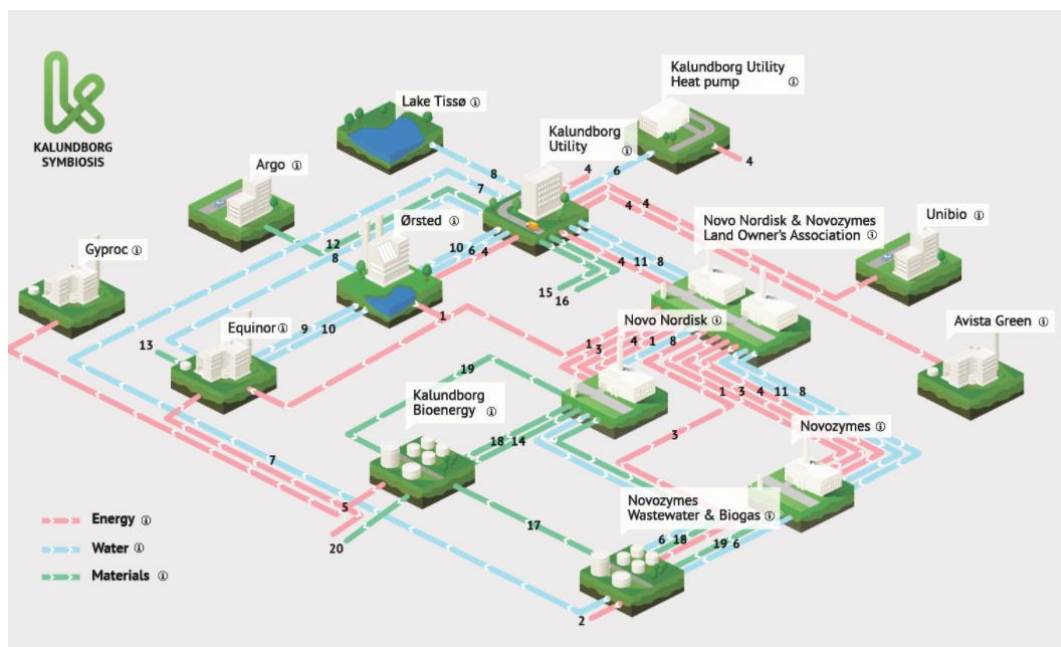 KALUNDBORG
SYMBIOSIS
Lake Tissø
Kalundborg Utility
Heat pump
Kalundborg
Utility
4
4
6
8
7
4
4
Argo
Ørsted
12
8
10
6
4
Novo Nordisk & Novozymes
Land Owner's Association
Unibio
Gyproc
4
11
8
15
16
Equinor
9
10
1
Novo Nordisk
Avista Green
13
1
3
4
1
8
19
Kalundborg
Bioenergy
1
3
4
11
8
18
14
3
Novozymes
7
5
17
Novozymes
Wastewater & Biogas
20
6
18
19
6
2
Energy
Water
Materials